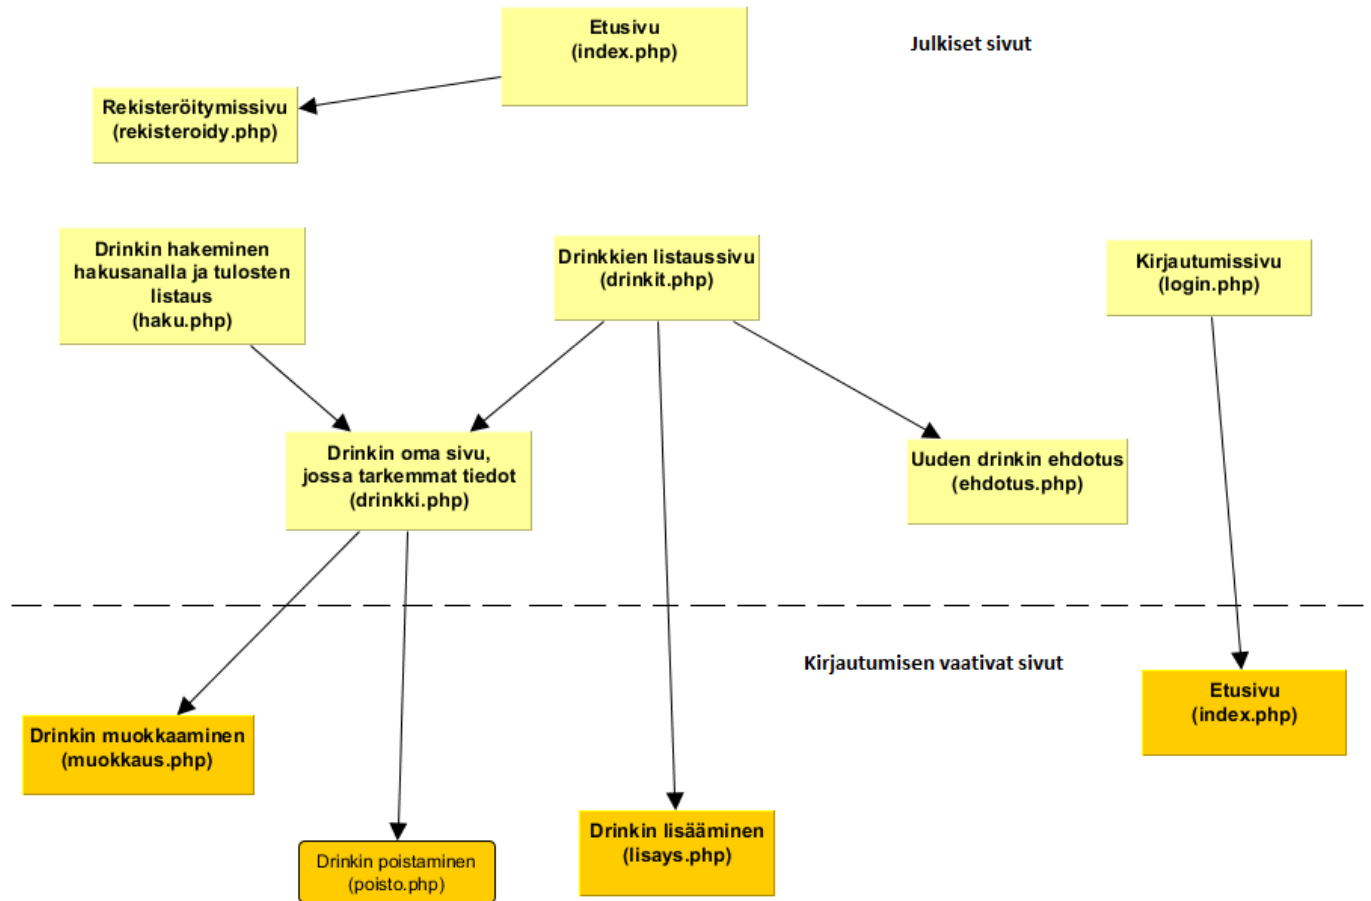 Etusivu
(index.php)
Julkiset sivut
Rekisteröitymissivu
(rekisteroidy.php)
Drinkin hakeminen
hakusanalla ja tulosten
listaus
(haku.php)
Drinkkien listaussivu
(drinkit.php)
Kirjautumissivu
(login.php)
Drinkin oma sivu,
jossa tarkemmat tiedot
(drinkki.php)
Uuden drinkin ehdotus
(ehdotus.php)
Kirjautumisen vaativat sivut
Etusivu
(index.php)
Drinkin muokkaaminen
(muokkaus.php)
Drinkin lisääminen
(lisays.php)
Drinkin poistaminen
(poisto.php)